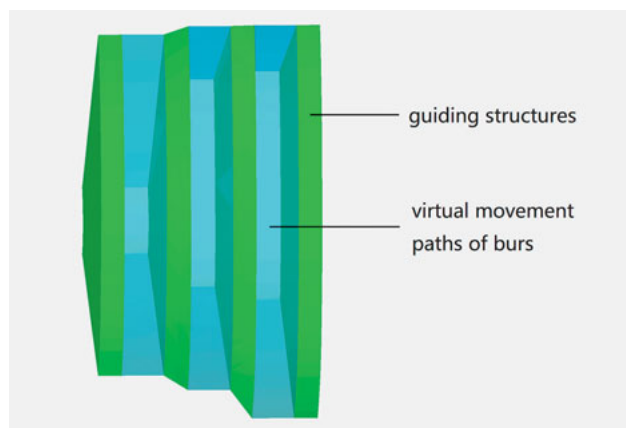 guiding structures
virtual movement
paths of burs